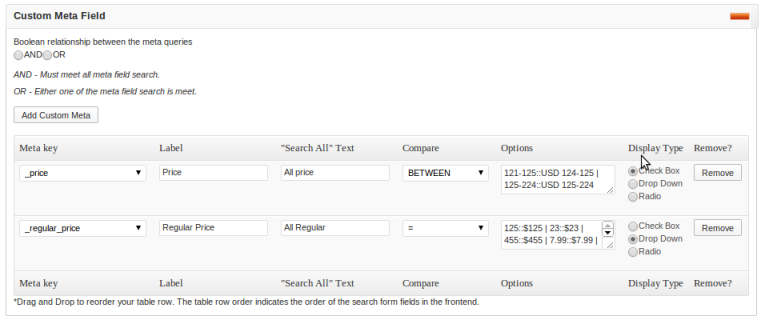 Custom Meta Field
Boolean relationship between the meta queries
AND OR
AND - Must meet all meta field search.
OR - Either one of the meta field search is meet.
Add Custom Meta
Meta key Label "Search All" Text Compare Options Display Type Remove?
_price Price All price BETWEEN 121-125::USD 124-125 | Check Box Remove
125-224::USD 125-224 Drop Down
Radio
_regular_price Regular Price All Regular = 125::$125 | 23::$23 | Check Box Remove
455::$455 | 7.99::$7.99 | Drop Down
Radio
Meta key Label "Search All" Text Compare Options Display Type Remove?
*Drag and Drop to reorder your table row. The table row order indicates the order of the search form fields in the frontend.